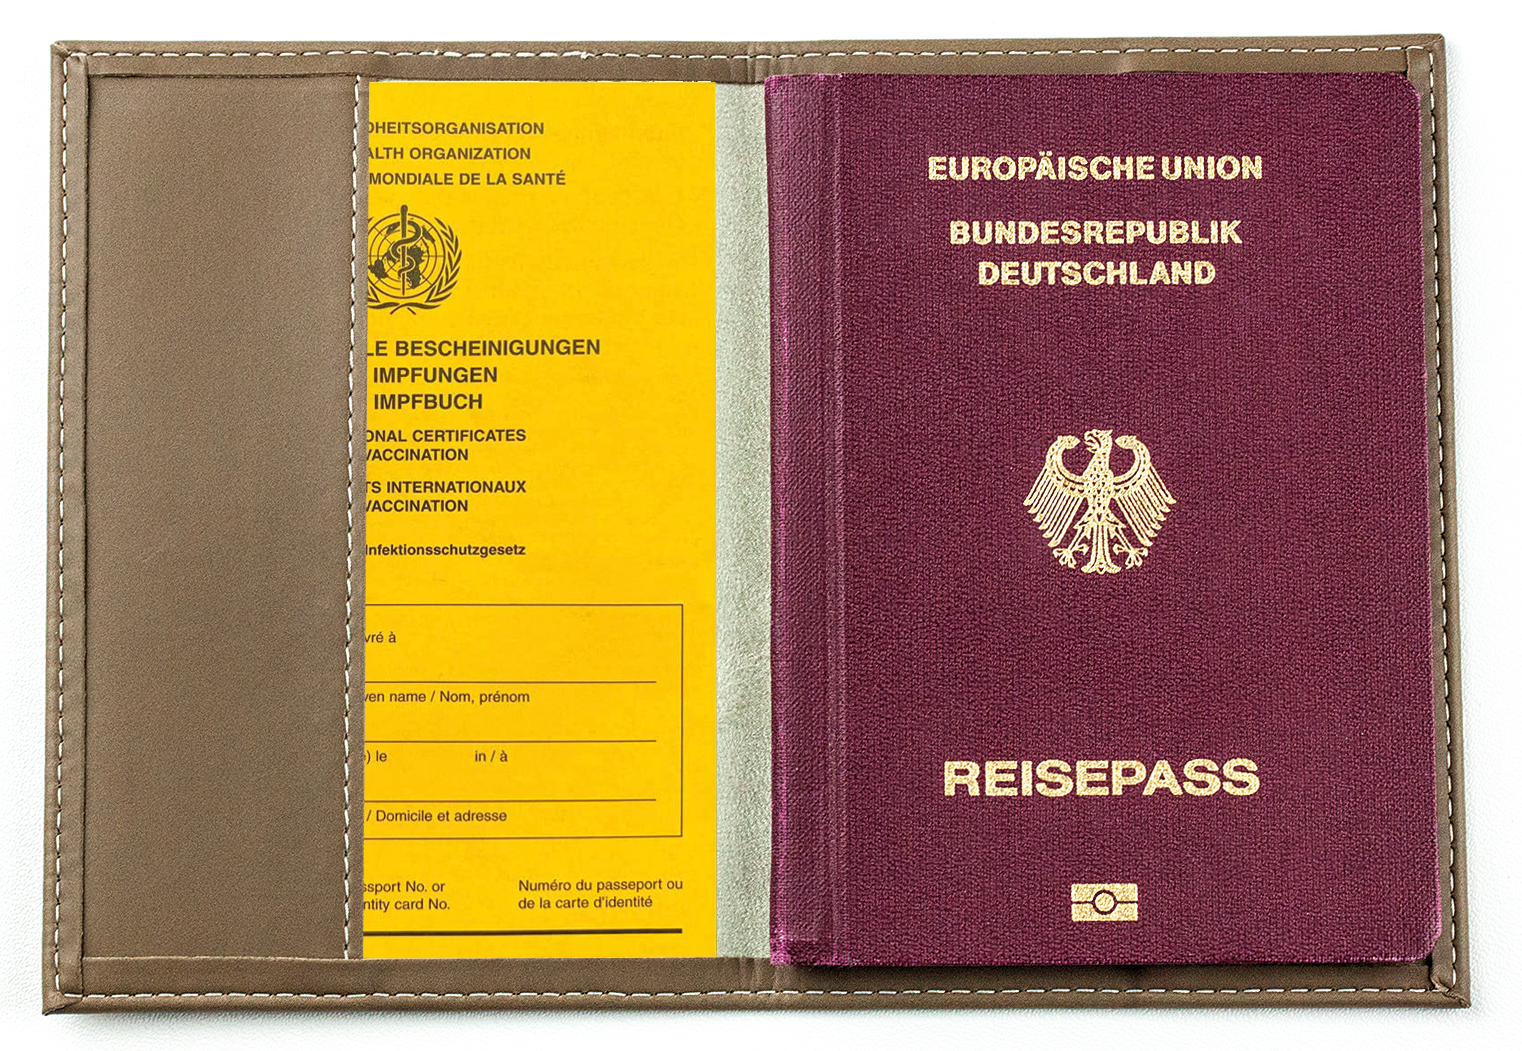 DHEITSORGANISATION
ALTH ORGANIZATION
MONDIALE DE LA SANTÉ
LE BESCHEINIGUNGEN
IMPFUNGEN
IMPFBUCH
ONAL CERTIFICATES
VACCINATION
TS INTERNATIONAUX
VACCINATION
Infektionsschutzgesetz
vré à
ven name / Nom, prénom
e) le in / à
/ Domicile et adresse
ssport No. or
ntity card No.
Numéro du passeport ou
de la carte d'identité
EUROPÄISCHE UNION
BUNDESREPUBLIK
DEUTSCHLAND
REISEPASS